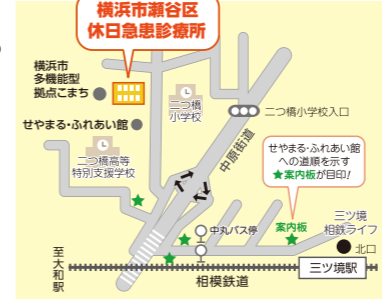 横浜市瀬谷区
休日急患診療所
横浜市
多機能型
拠点こまち
二つ橋
小学校
二つ橋小学校入口
せやまる・ふれあい館
二つ橋高等
特別支援学校
中原街道
せやまる・ふれあい館
への道順を示す
★案内板が目印!
中丸バス停
案内板
三ツ境
相鉄ライフ
北口
至大和駅
相模鉄道
三ツ境駅